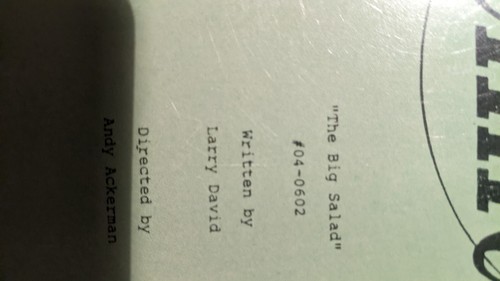 "The Big Salad"
#04-0602
Written by
Larry David
Directed by
Andy Ackerman